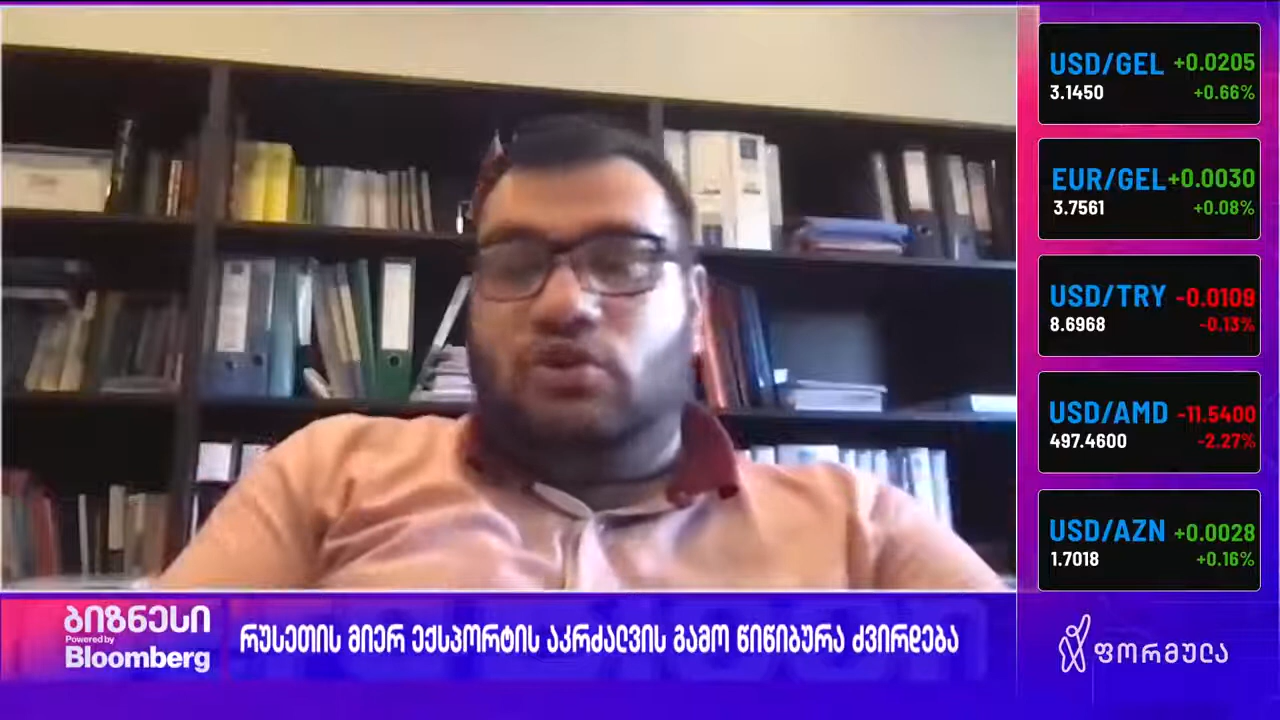 USD/GEL +0.0205
3.1450 +0.66%
EUR/GEL +0.0030
3.7561 +0.08%
USD/TRY -0.0109
8.6968 -0.13%
USD/AMD -11.5400
497.4600 -2.27%
USD/AZN +0.0028
1.7018 +0.16%
ბიზნესი
Powered by
Bloomberg
რუსეთის მიერ ექსპორტის აკრძალვის გამო წიწიბურა ძვირდება
ფორმულა